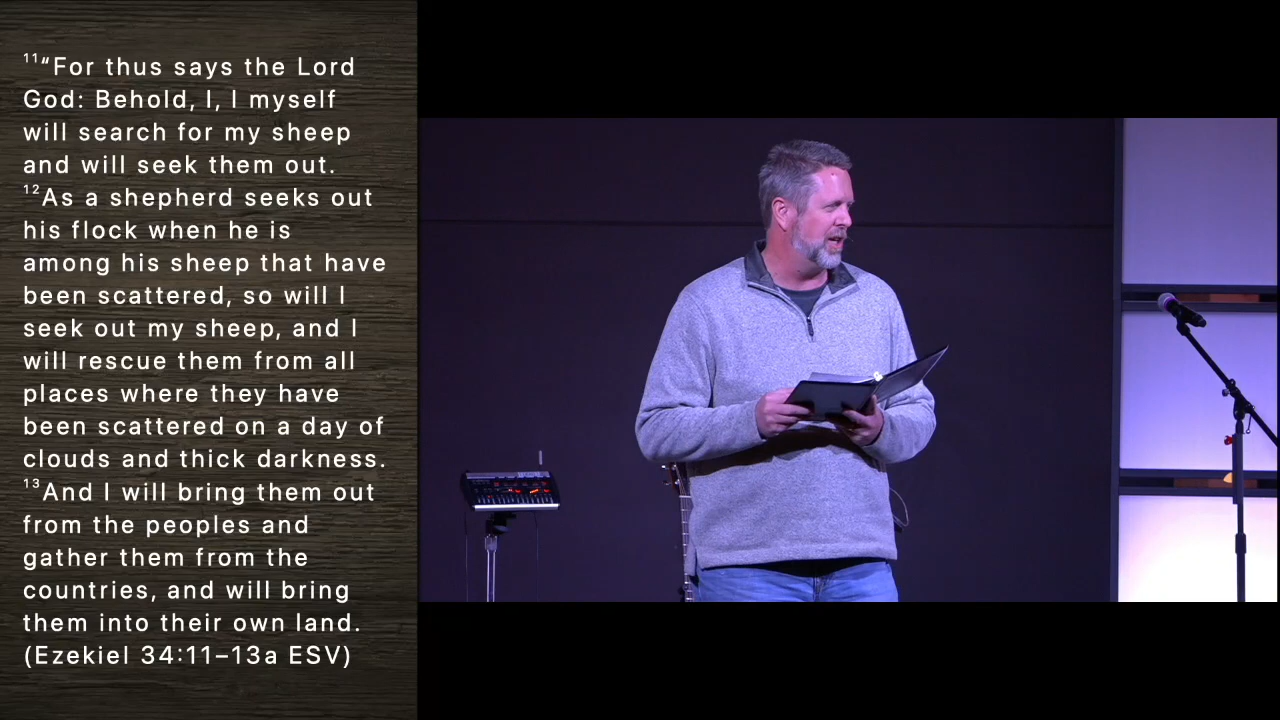 ¹¹“For thus says the Lord
God: Behold, I, I myself
will search for my sheep
and will seek them out.
¹²As a shepherd seeks out
his flock when he is
among his sheep that have
been scattered, so will I
seek out my sheep, and I
will rescue them from all
places where they have
been scattered on a day of
clouds and thick darkness.
¹³And I will bring them out
from the peoples and
gather them from the
countries, and will bring
them into their own land.
(Ezekiel 34:11–13a ESV)